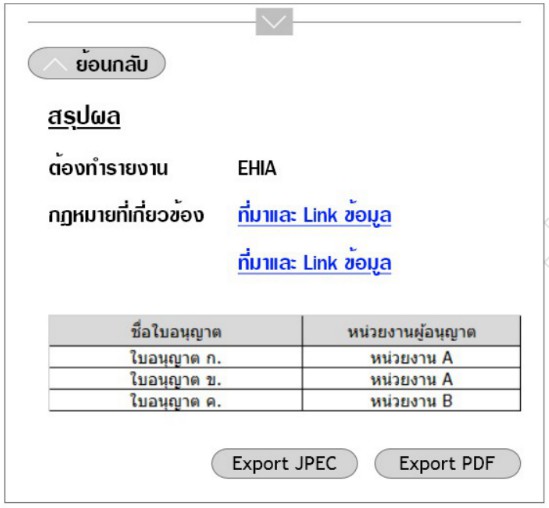 ย้อนกลับ
สรุปผล
ต้องทำรายงาน EHIA
กฎหมายที่เกี่ยวข้อง ที่มาและ Link ข้อมูล
ที่มาและ Link ข้อมูล
ชื่อใบอนุญาต หน่วยงานผู้อนุญาต
ใบอนุญาต ก. หน่วยงาน A
ใบอนุญาต ข. หน่วยงาน A
ใบอนุญาต ค. หน่วยงาน B
Export JPEC Export PDF